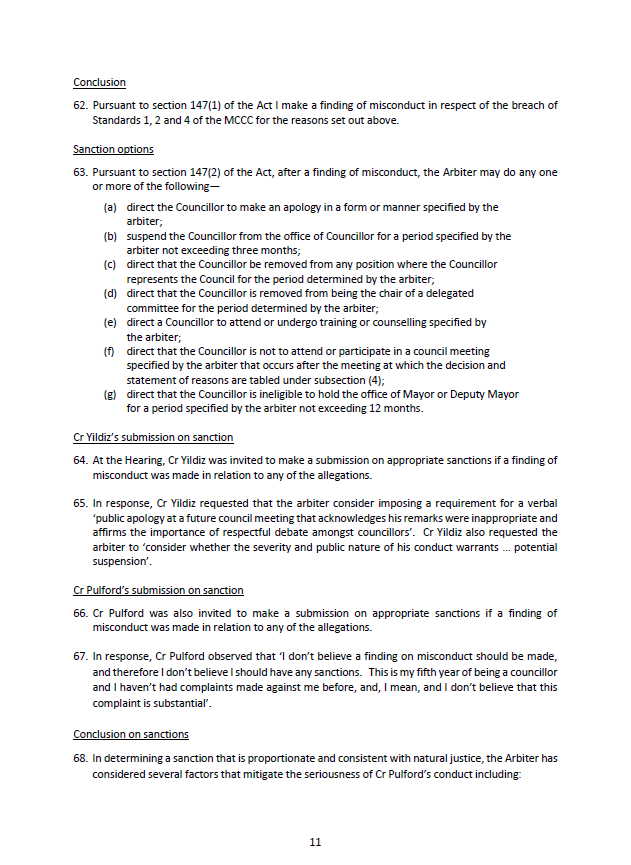 Conclusion
62. Pursuant to section 147(1) of the Act I make a finding of misconduct in respect of the breach of
Standards 1, 2 and 4 of the MCCC for the reasons set out above.
Sanction options
63. Pursuant to section 147(2) of the Act, after a finding of misconduct, the Arbiter may do any one
or more of the following—
(a) direct the Councillor to make an apology in a form or manner specified by the
arbiter;
(b) suspend the Councillor from the office of Councillor for a period specified by the
arbiter not exceeding three months;
(c) direct that the Councillor be removed from any position where the Councillor
represents the Council for the period determined by the arbiter;
(d) direct that the Councillor is removed from being the chair of a delegated
committee for the period determined by the arbiter;
(e) direct a Councillor to attend or undergo training or counselling specified by
the arbiter;
(f) direct that the Councillor is not to attend or participate in a council meeting
specified by the arbiter that occurs after the meeting at which the decision and
statement of reasons are tabled under subsection (4);
(g) direct that the Councillor is ineligible to hold the office of Mayor or Deputy Mayor
for a period specified by the arbiter not exceeding 12 months.
Cr Yildiz's submission on sanction
64. At the Hearing, Cr Yildiz was invited to make a submission on appropriate sanctions if a finding of
misconduct was made in relation to any of the allegations.
65. In response, Cr Yildiz requested that the arbiter consider imposing a requirement for a verbal
'public apology at a future council meeting that acknowledges his remarks were inappropriate and
affirms the importance of respectful debate amongst councillors'. Cr Yildiz also requested the
arbiter to 'consider whether the severity and public nature of his conduct warrants … potential
suspension'.
Cr Pulford's submission on sanction
66. Cr Pulford was also invited to make a submission on appropriate sanctions if a finding of
misconduct was made in relation to any of the allegations.
67. In response, Cr Pulford observed that 'I don't believe a finding on misconduct should be made,
and therefore I don't believe I should have any sanctions. This is my fifth year of being a councillor
and I haven't had complaints made against me before, and, I mean, and I don't believe that this
complaint is substantial'.
Conclusion on sanctions
68. In determining a sanction that is proportionate and consistent with natural justice, the Arbiter has
considered several factors that mitigate the seriousness of Cr Pulford's conduct including:
11